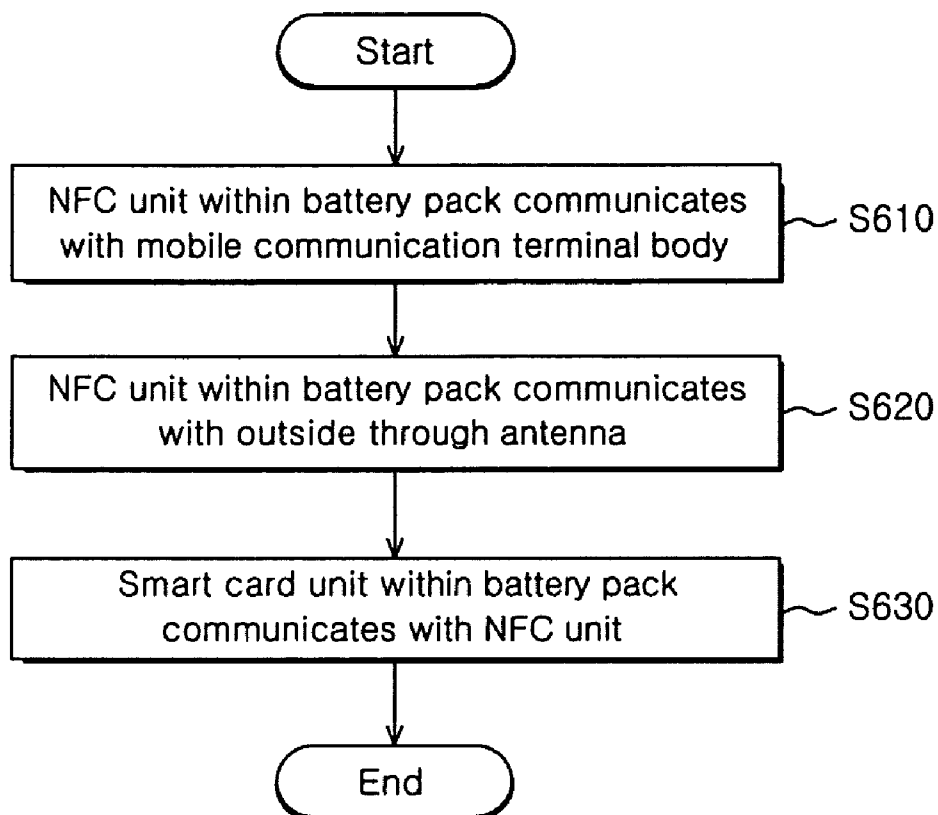 Start
NFC unit within battery pack communicates
with mobile communication terminal body
S610
NFC unit within battery pack communicates
with outside through antenna
S620
Smart card unit within battery pack
communicates with NFC unit
S630
End